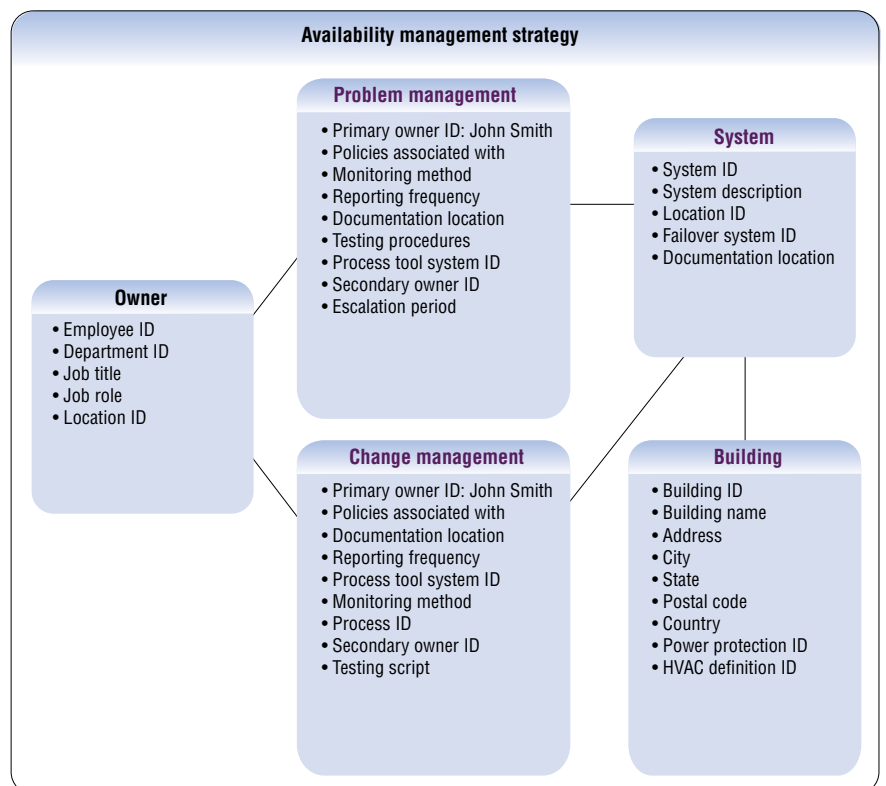 Availability management strategy
Problem management
• Primary owner ID: John Smith
• Policies associated with
• Monitoring method
• Reporting frequency
• Documentation location
• Testing procedures
• Process tool system ID
• Secondary owner ID
• Escalation period
System
• System ID
• System description
• Location ID
• Failover system ID
• Documentation location
Owner
• Employee ID
• Department ID
• Job title
• Job role
• Location ID
Change management
• Primary owner ID: John Smith
• Policies associated with
• Documentation location
• Reporting frequency
• Process tool system ID
• Monitoring method
• Process ID
• Secondary owner ID
• Testing script
Building
• Building ID
• Building name
• Address
• City
• State
• Postal code
• Country
• Power protection ID
• HVAC definition ID